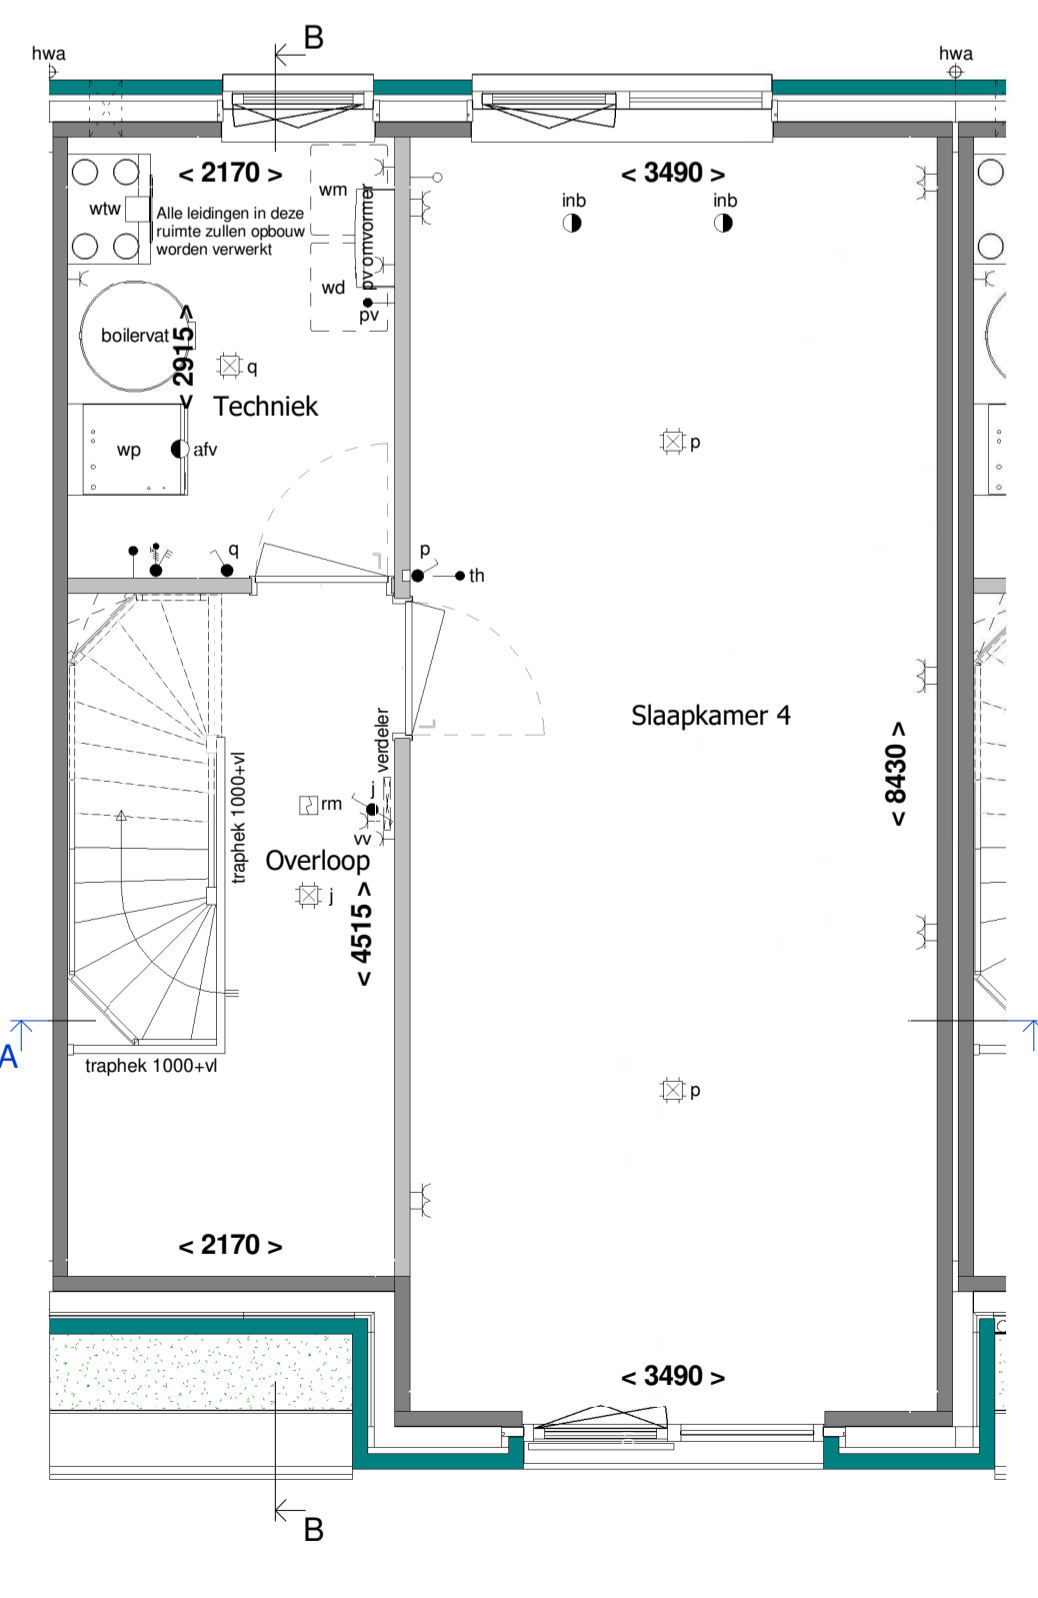 B
hwa
hwa
< 2170 >
< 3490 >
wm
wtw
Alle leidingen in deze
ruimte zullen opbouw
worden verwerkt
pv omvormer
inb
inb
wd
pv
boilervat
< 2915 >
q
Techniek
p
wp
afv
q
p
th
Slaapkamer 4
verdeler
< 8430 >
traphek 1000+vl
j
rm
vv
Overloop
j
< 4515 >
A
traphek 1000+vl
p
< 2170 >
< 3490 >
B